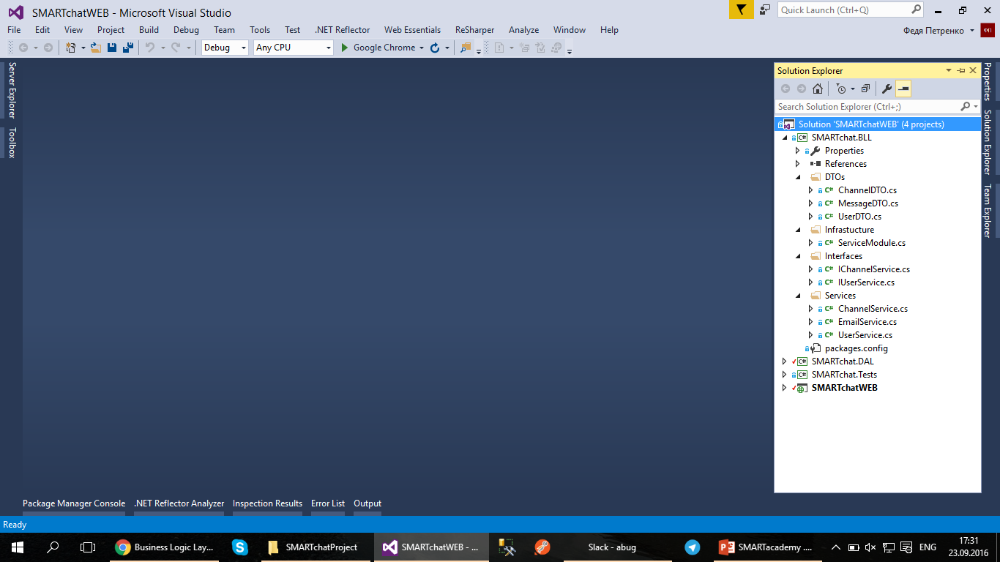 SMARTchatWEB - Microsoft Visual Studio
Quick Launch (Ctrl+Q)
File Edit View Project Build Debug Team Tools Test .NET Reflector Web Essentials ReSharper Analyze Window Help
Федя Петренко ФП
Debug Any CPU Google Chrome
Server Explorer
Toolbox
Solution Explorer
Search Solution Explorer (Ctrl+;)
Solution 'SMARTchatWEB' (4 projects)
C# SMARTchat.BLL
Properties
References
DTOs
C# ChannelDTO.cs
C# MessageDTO.cs
C# UserDTO.cs
Infrastucture
C# ServiceModule.cs
Interfaces
C# IChannelService.cs
C# IUserService.cs
Services
C# ChannelService.cs
C# EmailService.cs
C# UserService.cs
packages.config
C# SMARTchat.DAL
C# SMARTchat.Tests
SMARTchatWEB
Properties
Solution Explorer
Team Explorer
Package Manager Console .NET Reflector Analyzer Inspection Results Error List Output
Ready
Business Logic Lay... SMARTchatProject SMARTchatWEB - ... Slack - abug SMARTacademy .... ENG
17:31
23.09.2016